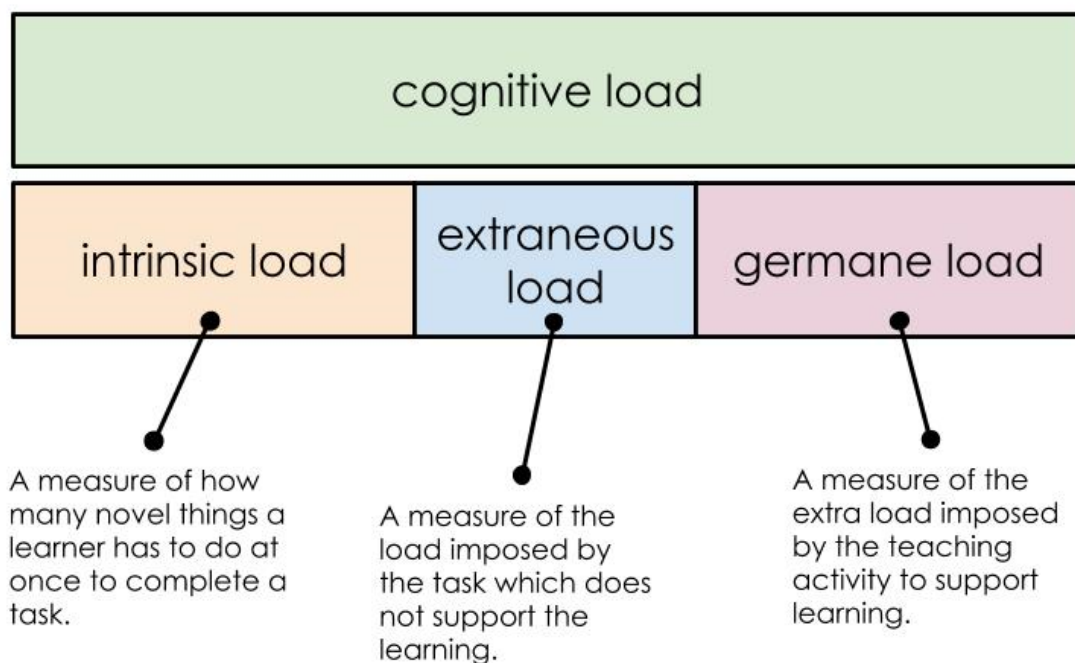 cognitive load
intrinsic load
extraneous
load
germane load
A measure of how
many novel things a
learner has to do at
once to complete a
task.
A measure of the
load imposed by
the task which does
not support the
learning.
A measure of the
extra load imposed
by the teaching
activity to support
learning.